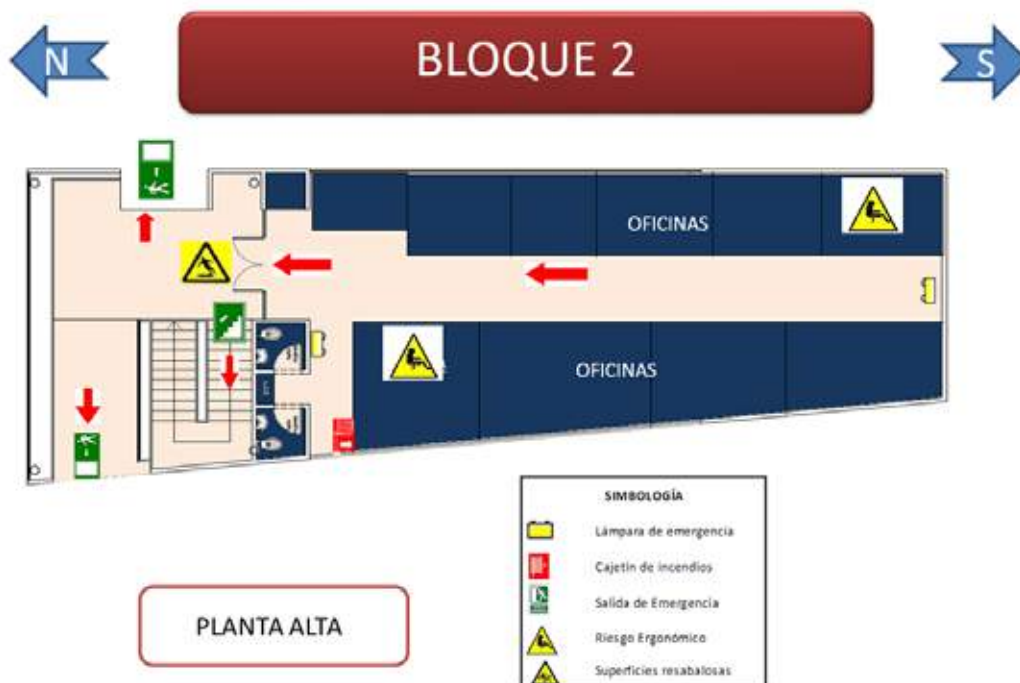 N
BLOQUE 2
S
OFICINAS
OFICINAS
SIMBOLOGÍA
Lámpara de emergencia
Cajetín de incendios
Salida de Emergencia
Riesgo Ergonómico
Superficies resabalosas
PLANTA ALTA